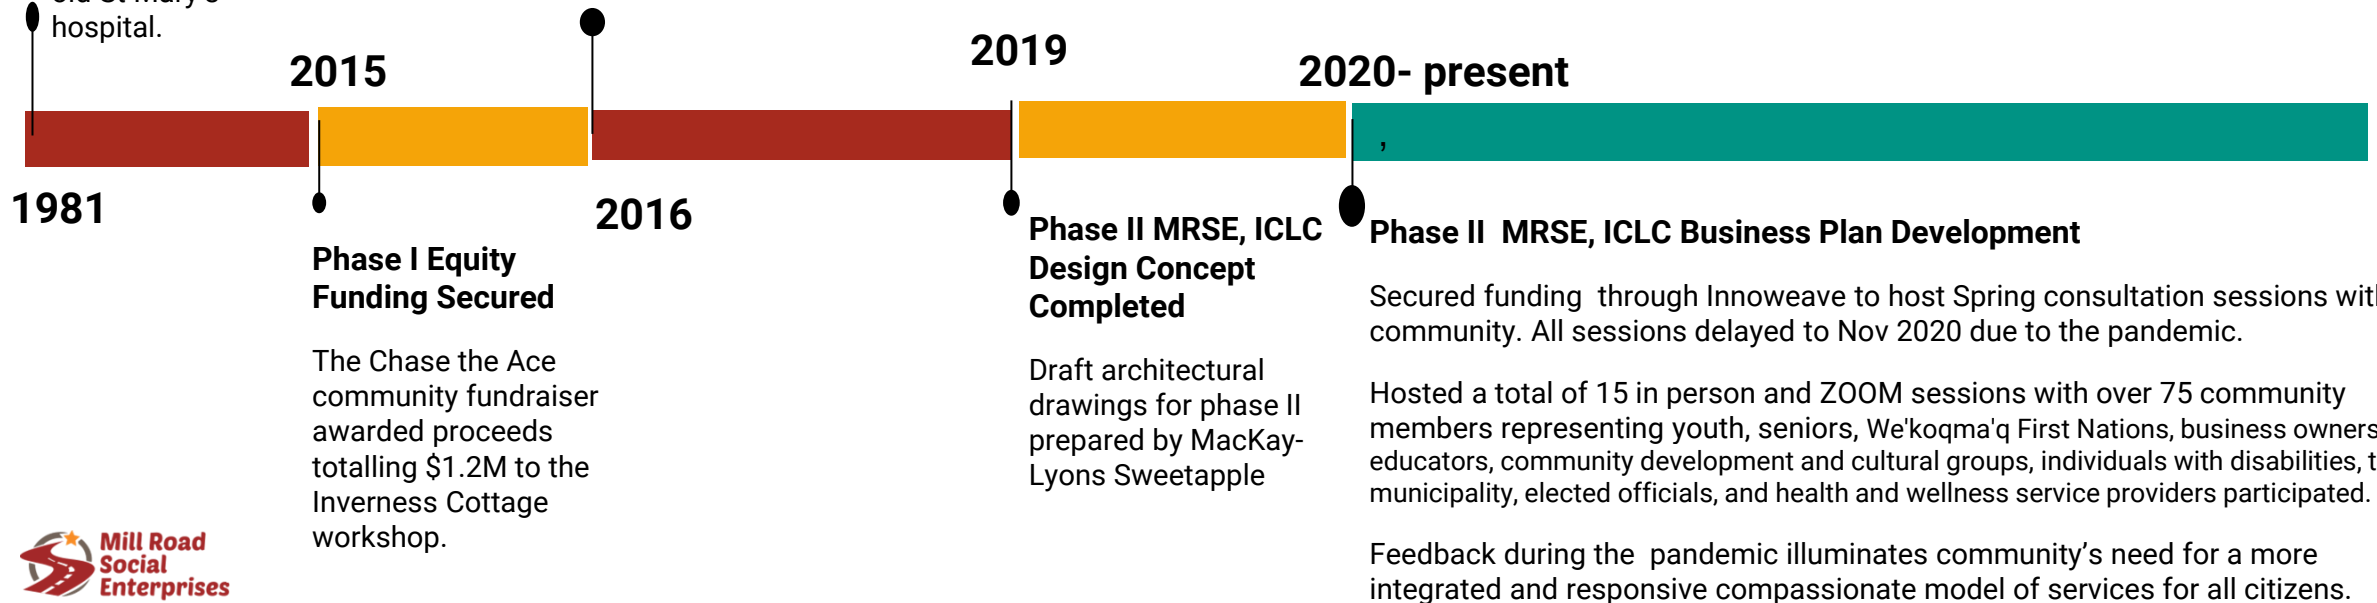 hospital.
2015
2019
2020- present
,
1981
2016
Phase I Equity
Funding Secured
The Chase the Ace
community fundraiser
awarded proceeds
totalling $1.2M to the
Inverness Cottage
workshop.
Phase II MRSE, ICLC
Design Concept
Completed
Draft architectural
drawings for phase II
prepared by MacKay-
Lyons Sweetapple
Phase II  MRSE, ICLC Business Plan Development
Secured funding  through Innoweave to host Spring consultation sessions with
community. All sessions delayed to Nov 2020 due to the pandemic.
Hosted a total of 15 in person and ZOOM sessions with over 75 community
members representing youth, seniors, We'koqma'q First Nations, business owners
educators, community development and cultural groups, individuals with disabilities,
municipality, elected officials, and health and wellness service providers participated.
Feedback during the  pandemic illuminates community’s need for a more
integrated and responsive compassionate model of services for all citizens.
Mill Road
Social
Enterprises